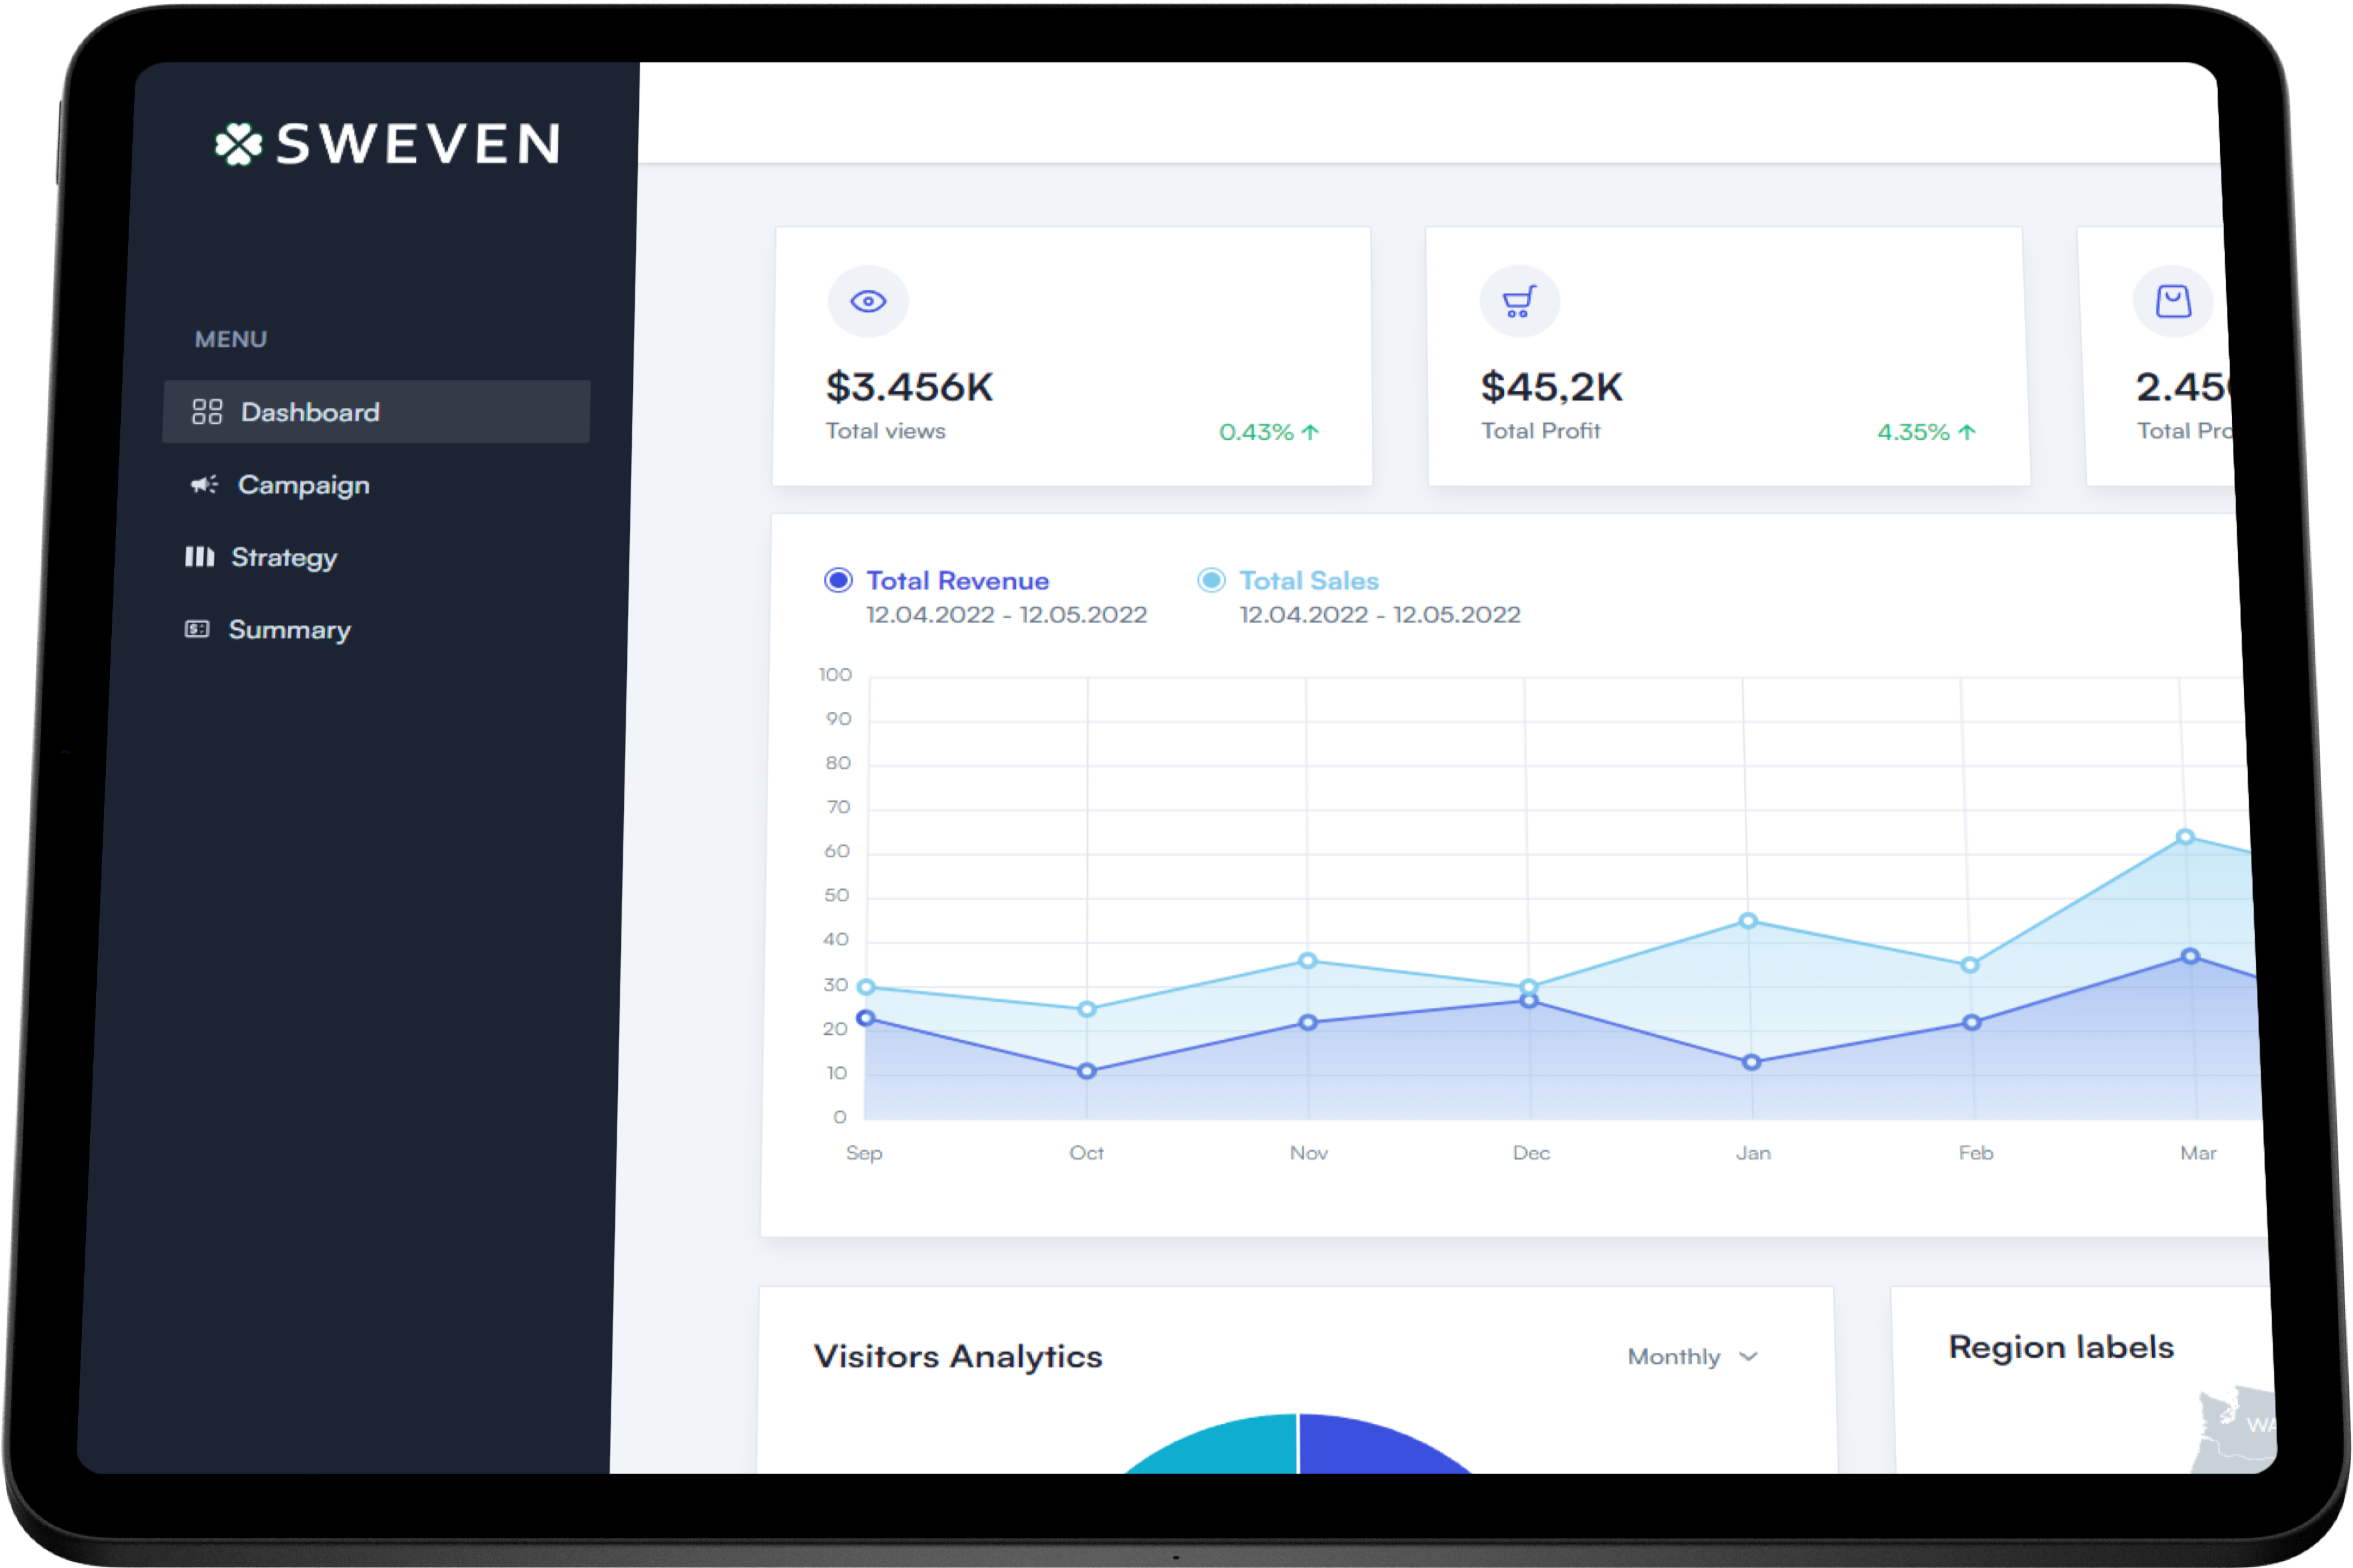 SWEVEN
MENU
Dashboard
Campaign
Strategy
Summary
$3.456K
Total views
0.43%
$45,2K
Total Profit
4.35%
2.45
Total
Total Revenue
12.04.2022 - 12.05.2022
Total Sales
12.04.2022 - 12.05.2022
100
90
80
70
60
50
40
30
20
10
0
Sep Oct Nov Dec Jan Feb Mar
Visitors Analytics
Monthly
Region labels
WA